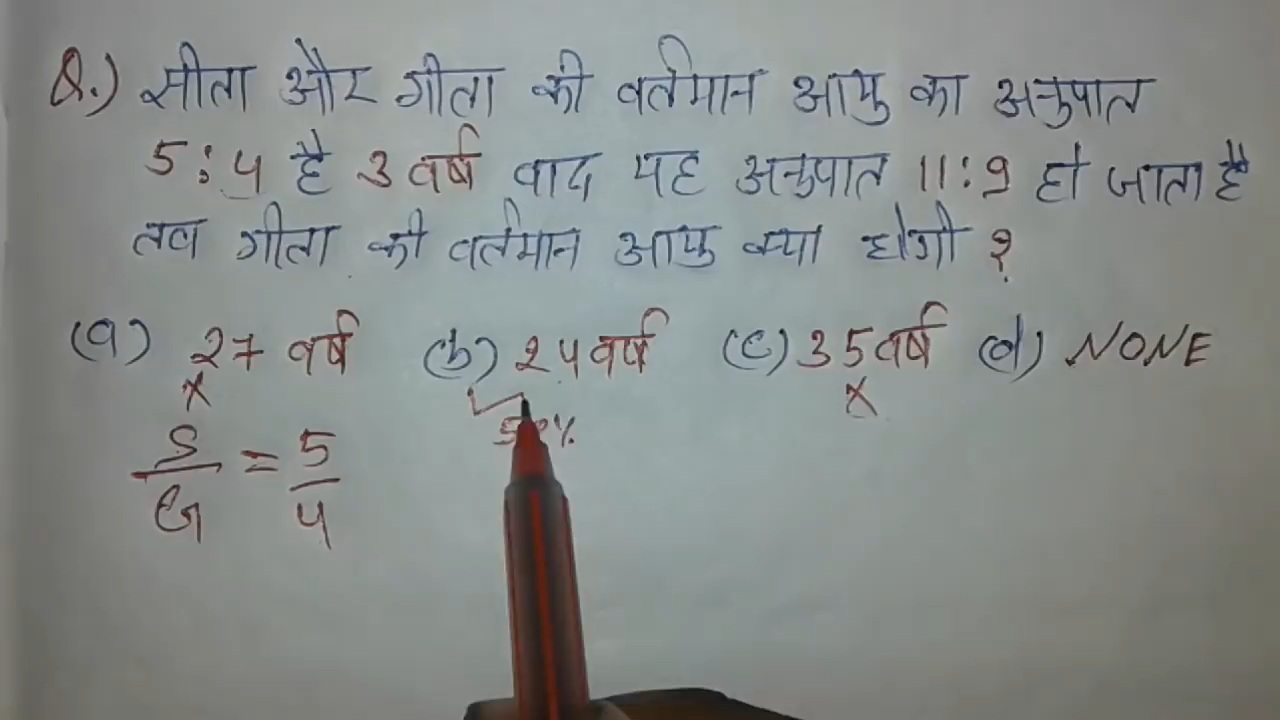 Q.) सीता और गीता की वर्तमान आयु का अनुपात
5:4 है 3 वर्ष बाद यह अनुपात 11:9 हो जाता है
तब गीता की वर्तमान आयु क्या होगी ?
(a) 27 वर्ष (b) 24 वर्ष (c) 35 वर्ष (d) NONE
x x
S/G = 5/4